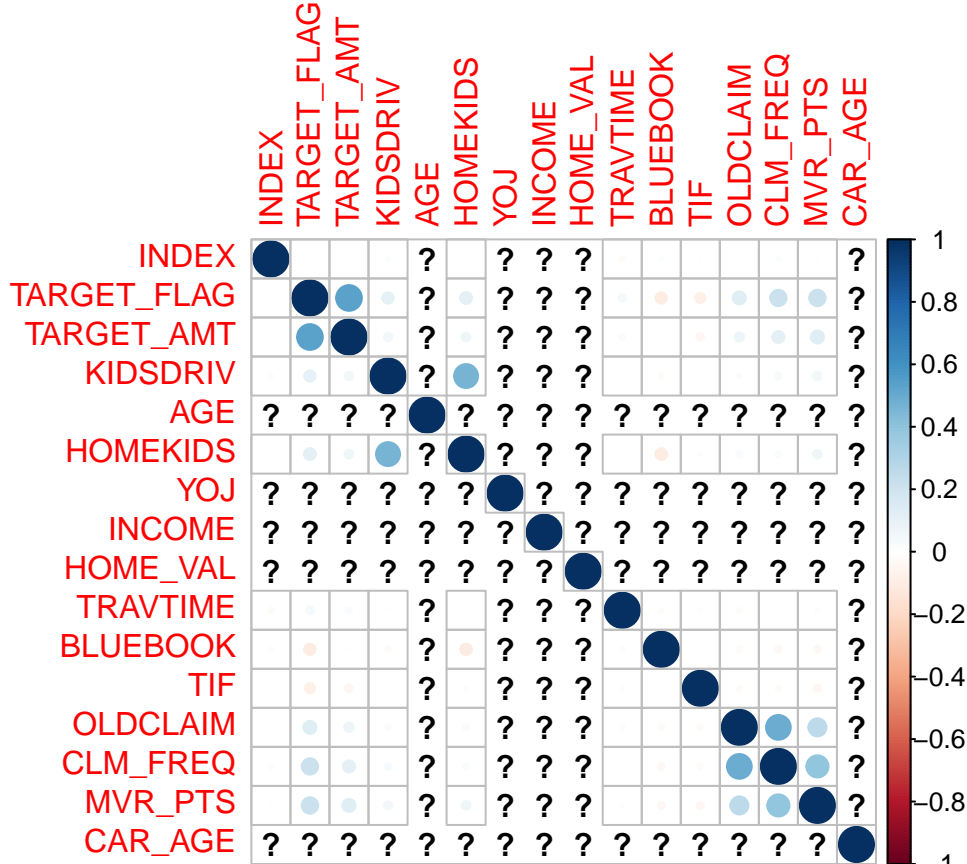 INDEX
TARGET_FLAG
TARGET_AMT
KIDSDRIV
AGE
HOMEKIDS
YOJ
INCOME
HOME_VAL
TRAVTIME
BLUEBOOK
TIF
OLDCLAIM
CLM_FREQ
MVR_PTS
CAR_AGE
INDEX ? ? ? ? ?
TARGET_FLAG ? ? ? ? ?
TARGET_AMT ? ? ? ? ?
KIDSDRIV ? ? ? ? ?
AGE ? ? ? ? ? ? ? ? ? ? ? ? ? ? ?
HOMEKIDS ? ? ? ? ?
YOJ ? ? ? ? ? ? ? ? ? ? ? ? ? ? ?
INCOME ? ? ? ? ? ? ? ? ? ? ? ? ? ? ?
HOME_VAL ? ? ? ? ? ? ? ? ? ? ? ? ? ? ?
TRAVTIME ? ? ? ? ?
BLUEBOOK ? ? ? ? ?
TIF ? ? ? ? ?
OLDCLAIM ? ? ? ? ?
CLM_FREQ ? ? ? ? ?
MVR_PTS ? ? ? ? ?
CAR_AGE ? ? ? ? ? ? ? ? ? ? ? ? ? ? ?
1
0.8
0.6
0.4
0.2
0
−0.2
−0.4
−0.6
−0.8
−1